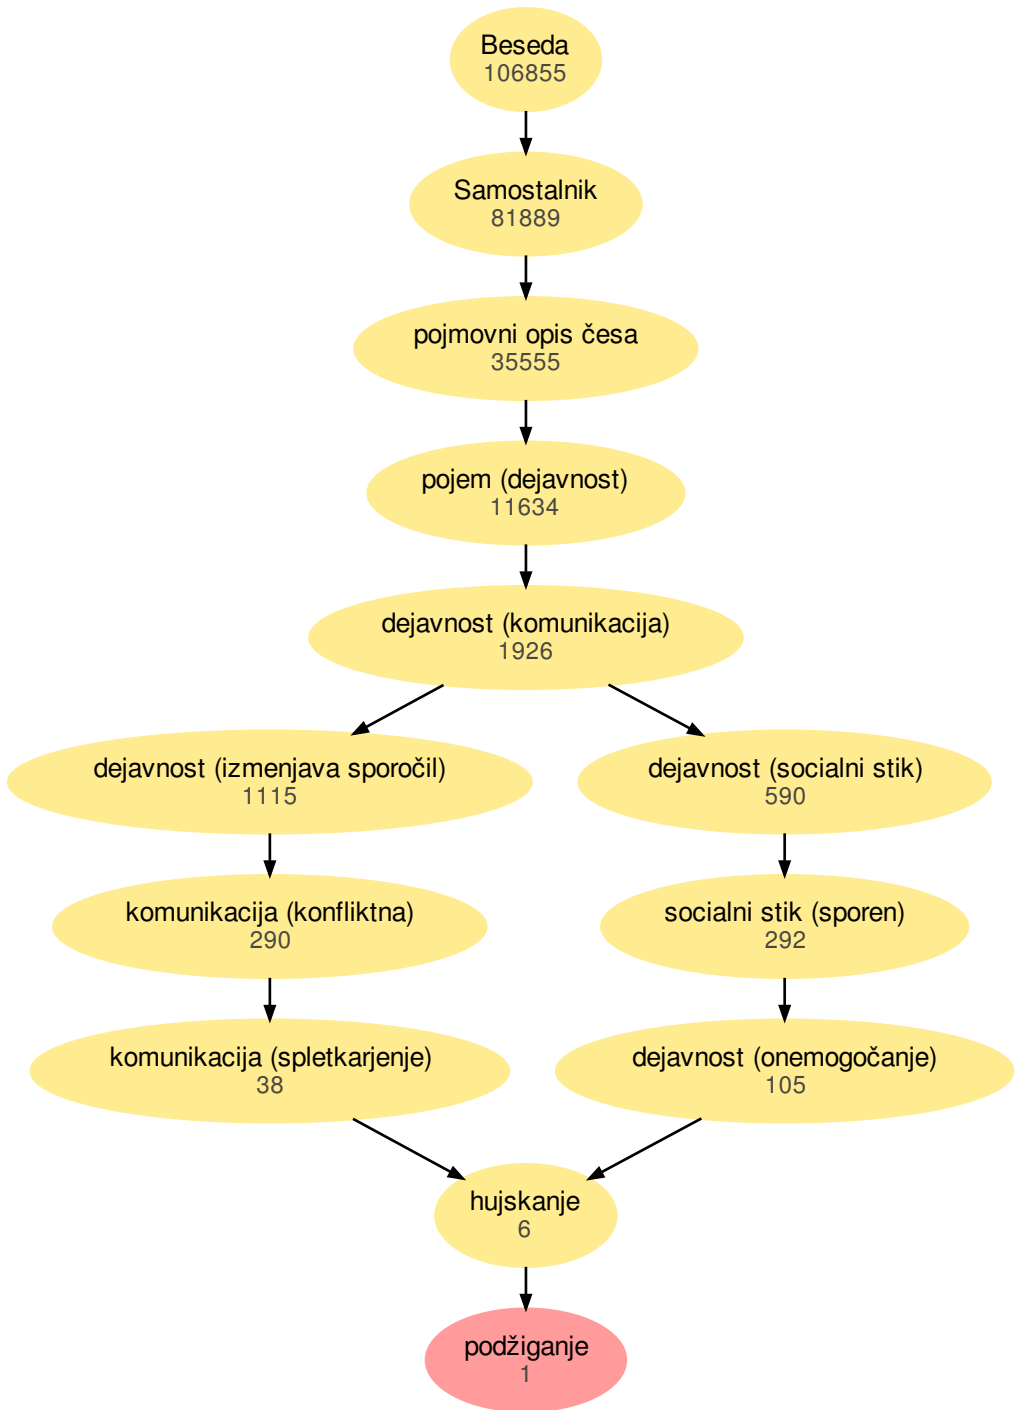 Beseda
106855
Samostalnik
81889
pojmovni opis česa
35555
pojem (dejavnost)
11634
dejavnost (komunikacija)
1926
dejavnost (izmenjava sporočil)
1115
dejavnost (socialni stik)
590
komunikacija (konfliktna)
290
socialni stik (sporen)
292
komunikacija (spletkarjenje)
38
dejavnost (onemogočanje)
105
hujskanje
6
podžiganje
1